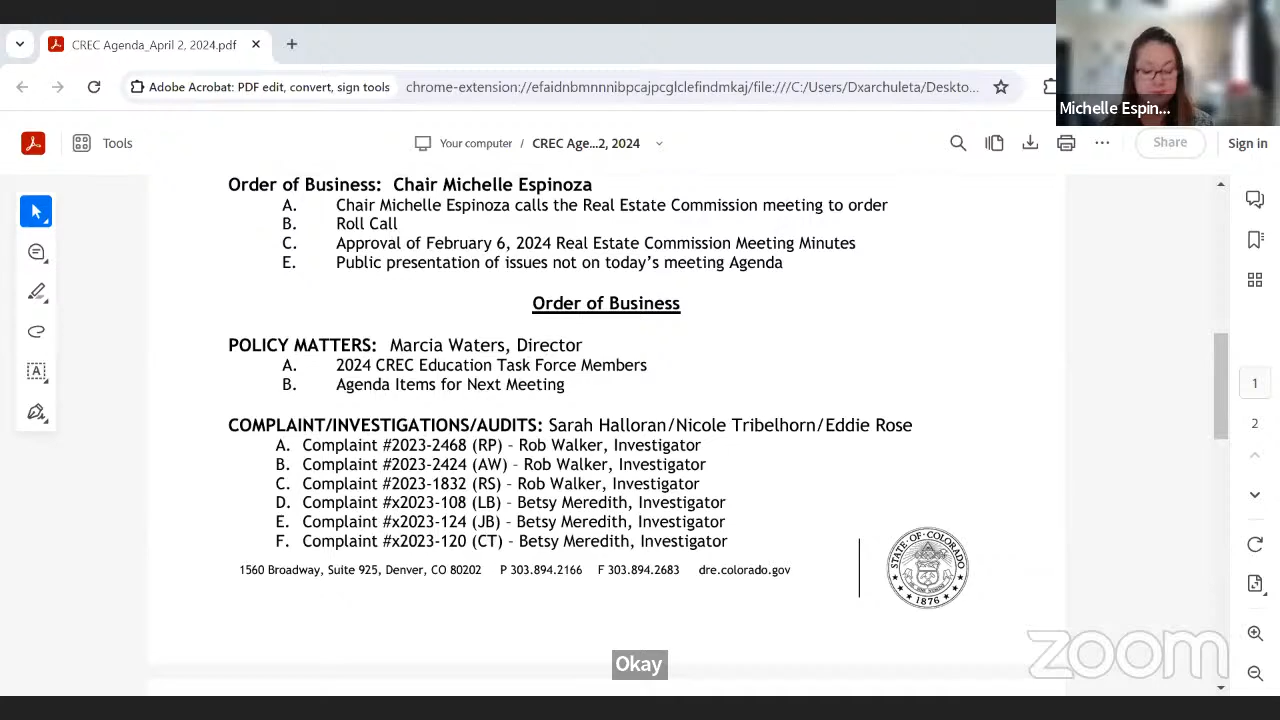 CREC Agenda_April 2, 2024.pdf
Adobe Acrobat: PDF edit, convert, sign tools
chrome-extension://efaidnbmnnnibpcajpcglclefindmkaj/file:///C:/Users/Dxarchuleta/Deskto...
Michelle Espin...
Tools
Your computer / CREC Age...2, 2024
Share
Sign in
Order of Business: Chair Michelle Espinoza
A. Chair Michelle Espinoza calls the Real Estate Commission meeting to order
B. Roll Call
C. Approval of February 6, 2024 Real Estate Commission Meeting Minutes
E. Public presentation of issues not on today's meeting Agenda
Order of Business
POLICY MATTERS: Marcia Waters, Director
A. 2024 CREC Education Task Force Members
B. Agenda Items for Next Meeting
COMPLAINT/INVESTIGATIONS/AUDITS: Sarah Halloran/Nicole Tribelhorn/Eddie Rose
A. Complaint #2023-2468 (RP) – Rob Walker, Investigator
B. Complaint #2023-2424 (AW) – Rob Walker, Investigator
C. Complaint #2023-1832 (RS) – Rob Walker, Investigator
D. Complaint #x2023-108 (LB) – Betsy Meredith, Investigator
E. Complaint #x2023-124 (JB) – Betsy Meredith, Investigator
F. Complaint #x2023-120 (CT) – Betsy Meredith, Investigator
1560 Broadway, Suite 925, Denver, CO 80202 P 303.894.2166 F 303.894.2683 dre.colorado.gov
STATE OF COLORADO
1876
1
2
Okay
zoom